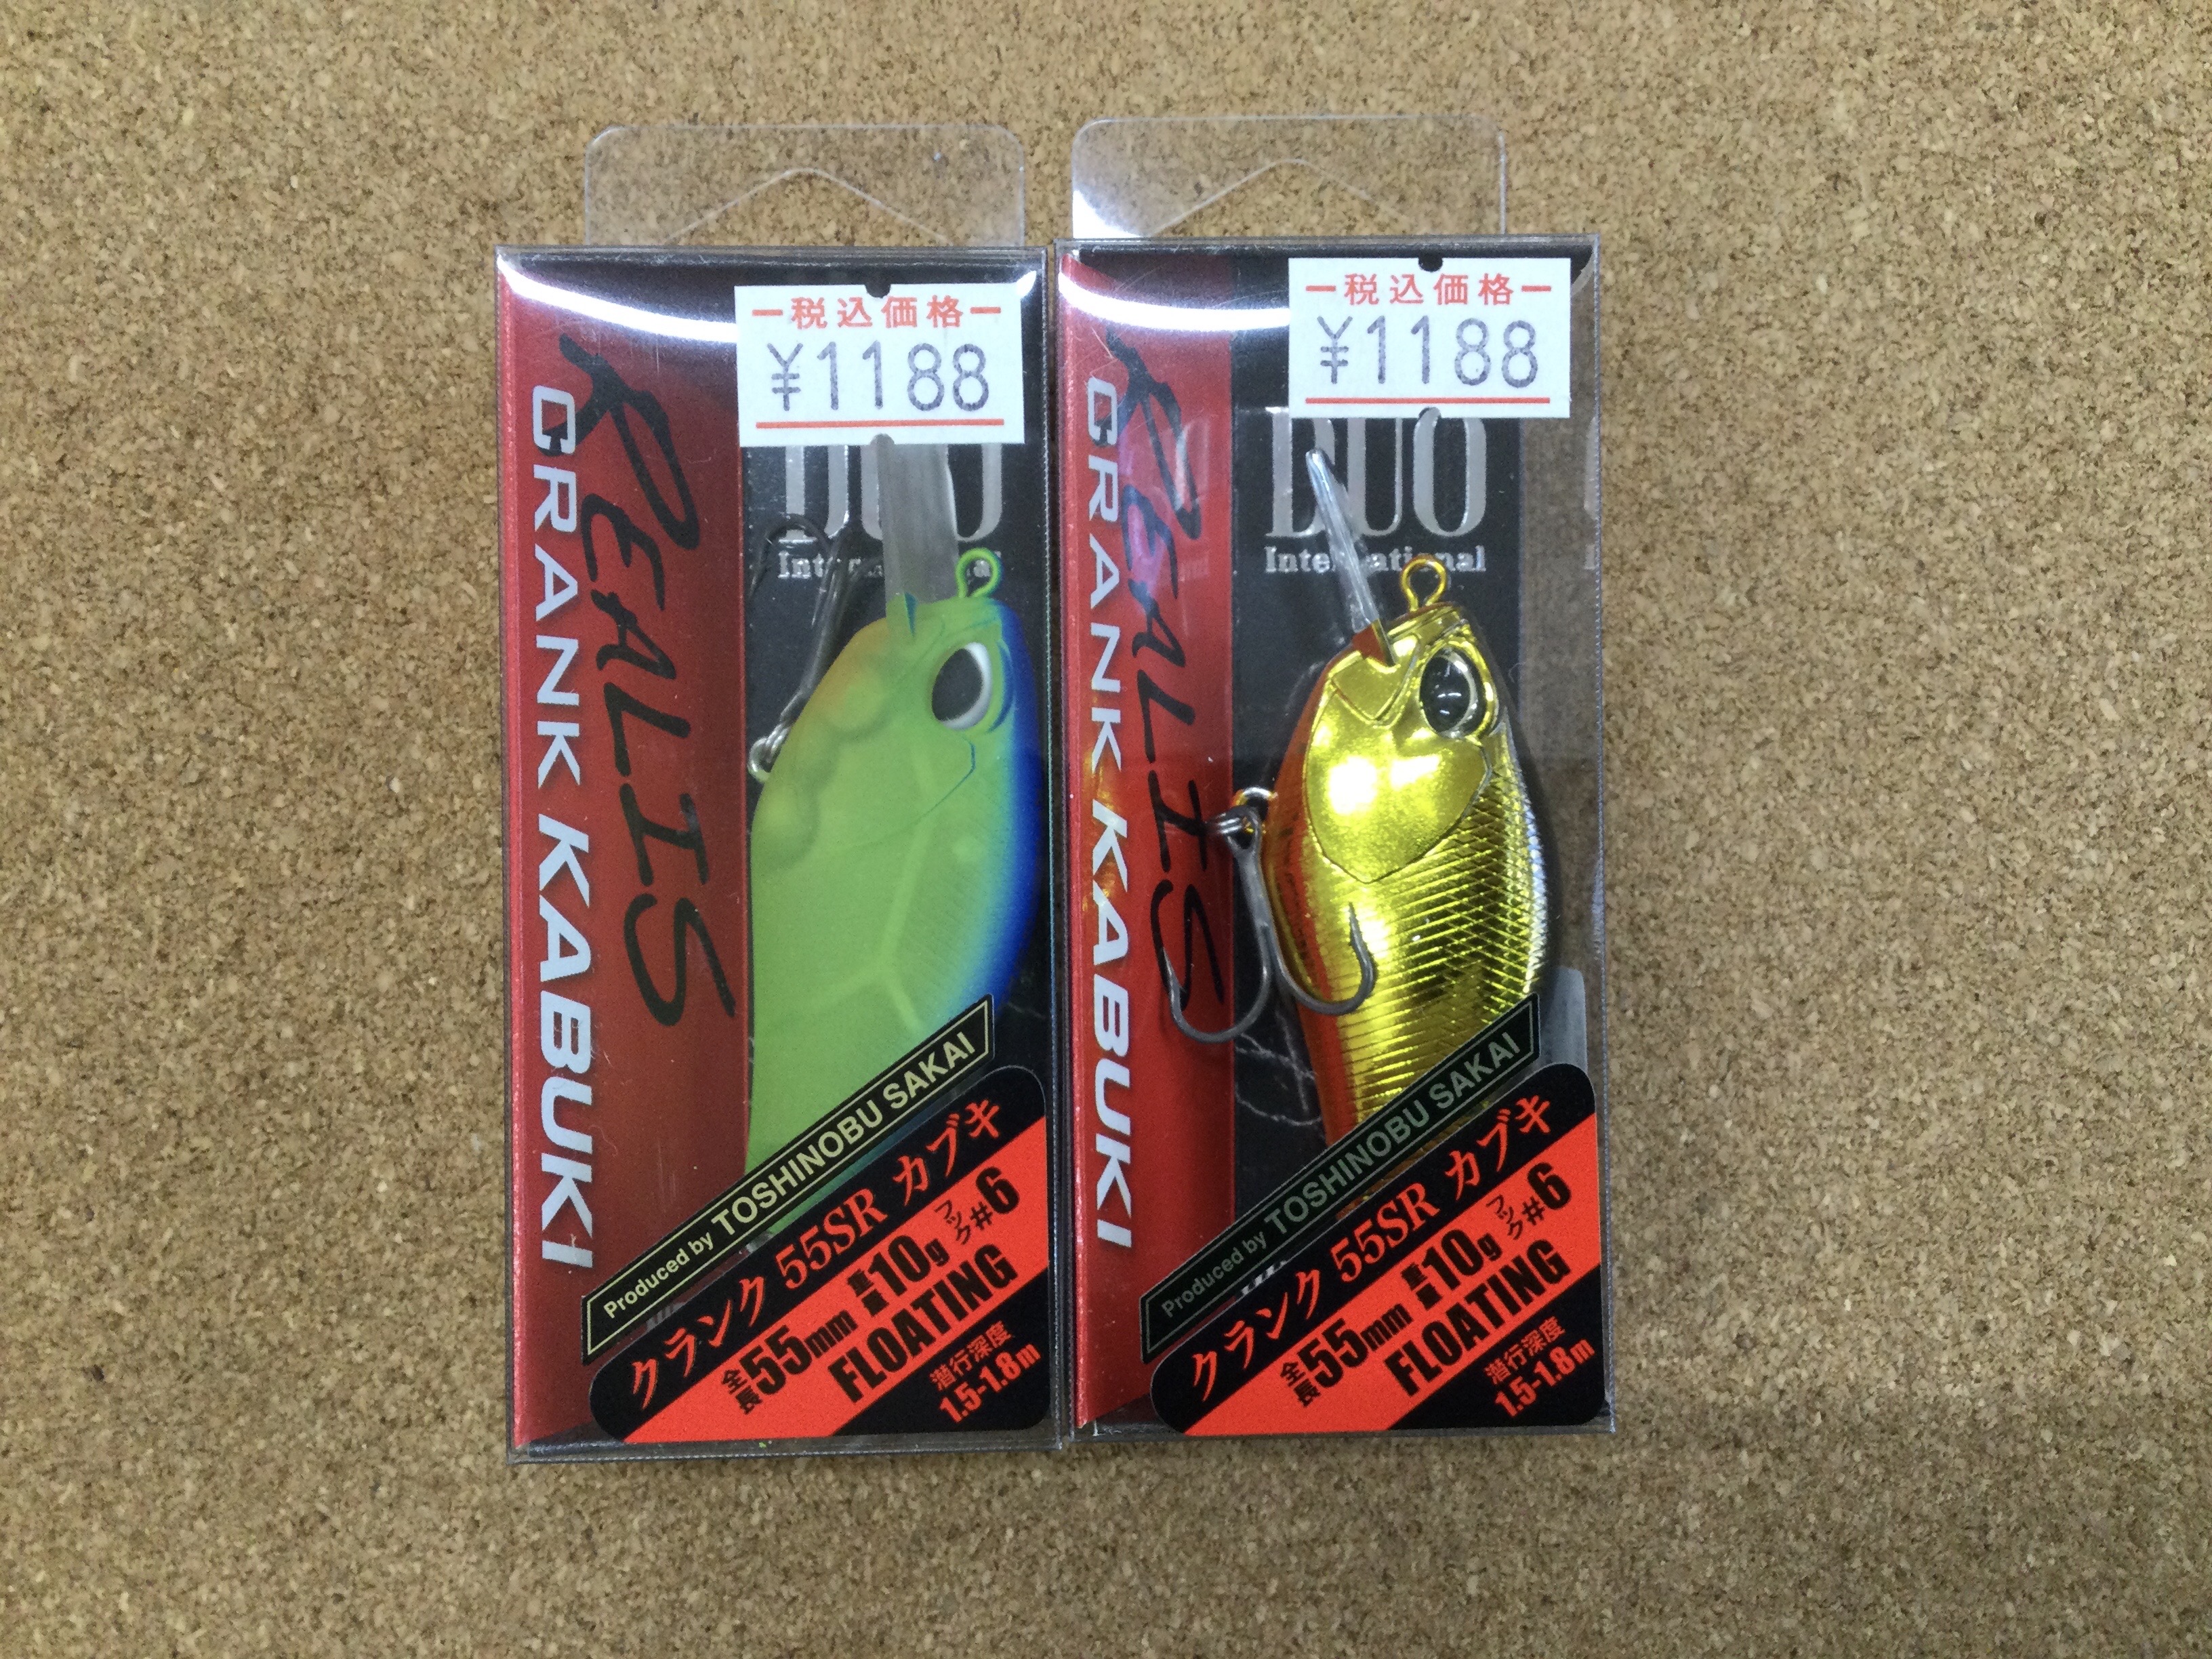 税込価格
¥1188
REALIS
CRANK KABUKI
DUO
International
Produced by TOSHINOBU SAKAI
クランク 55SR カブキ
全長55mm 重量10g フック#6
FLOATING
潜行深度
1.5-1.8m
税込価格
¥1188
REALIS
CRANK KABUKI
DUO
International
Produced by TOSHINOBU SAKAI
クランク 55SR カブキ
全長55mm 重量10g フック#6
FLOATING
潜行深度
1.5-1.8m